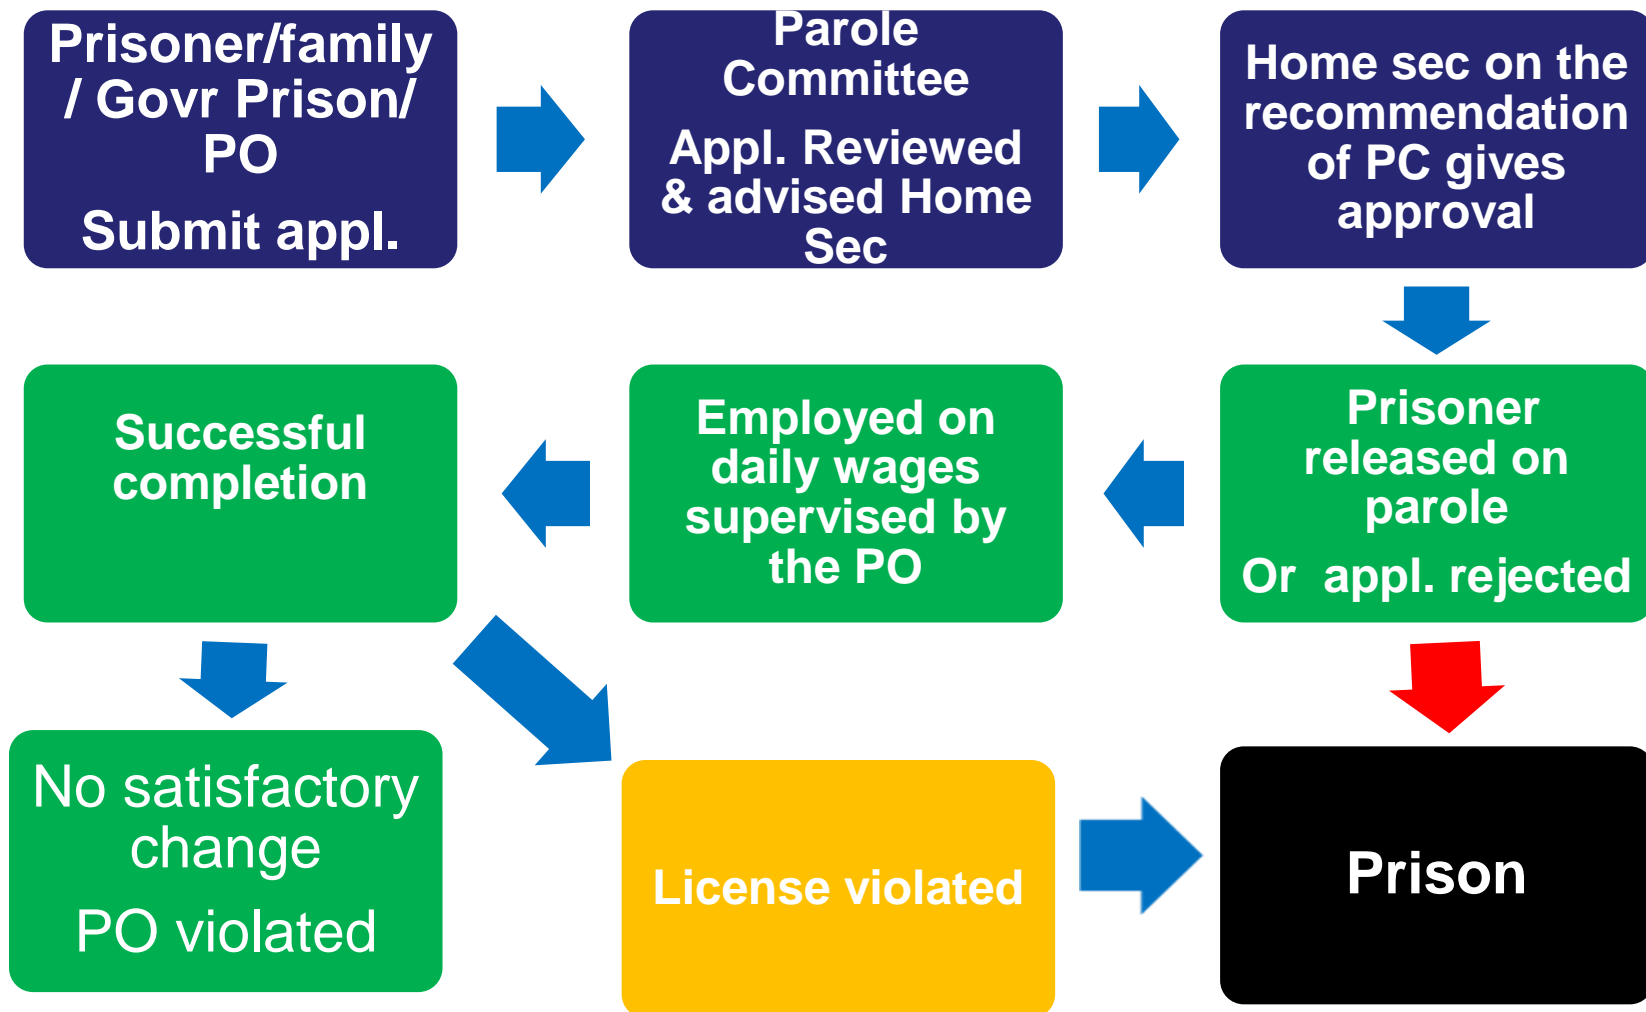 Prisoner/family
/ Govr Prison/
PO
Submit appl.
Parole
Committee
Appl. Reviewed
& advised Home
Sec
Home sec on the
recommendation
of PC gives
approval
Successful
completion
Employed on
daily wages
supervised by
the PO
Prisoner
released on
parole
Or appl. rejected
No satisfactory
change
PO violated
License violated
Prison